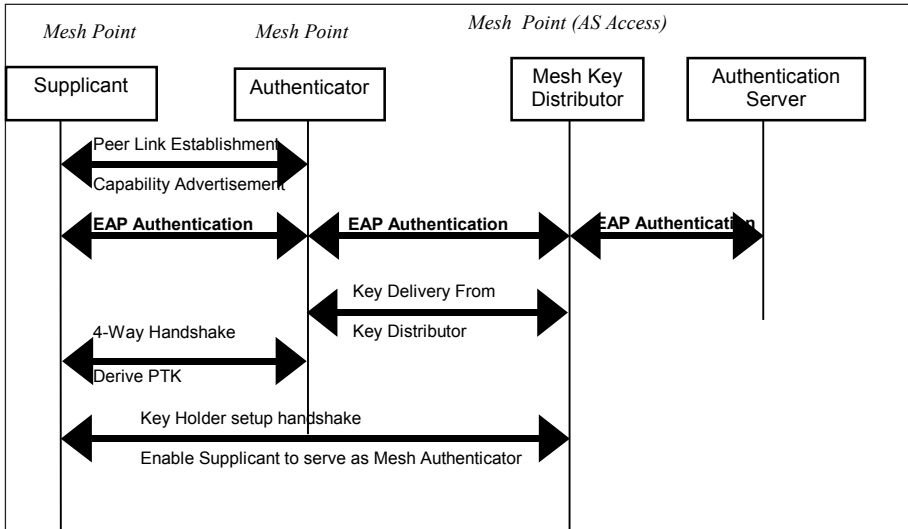 Mesh Point
Mesh Point
Mesh Point (AS Access)
Supplicant
Authenticator
Mesh Key
Distributor
Authentication
Server
Peer Link Establishment
Capability Advertisement
EAP Authentication
EAP Authentication
EAP Authentication
Key Delivery From
Key Distributor
4-Way Handshake
Derive PTK
Key Holder setup handshake
Enable Supplicant to serve as Mesh Authenticator